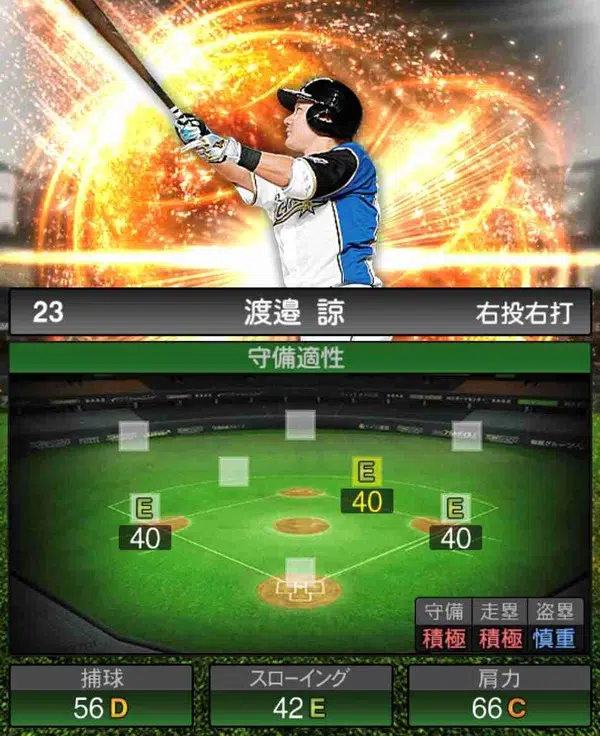 23 渡邉 諒 右投右打
守備適性
E
40
E
40
E
40
守備 走塁 盗塁
積極 積極 慎重
捕球 スローイング 肩力
56 D 42 E 66 C